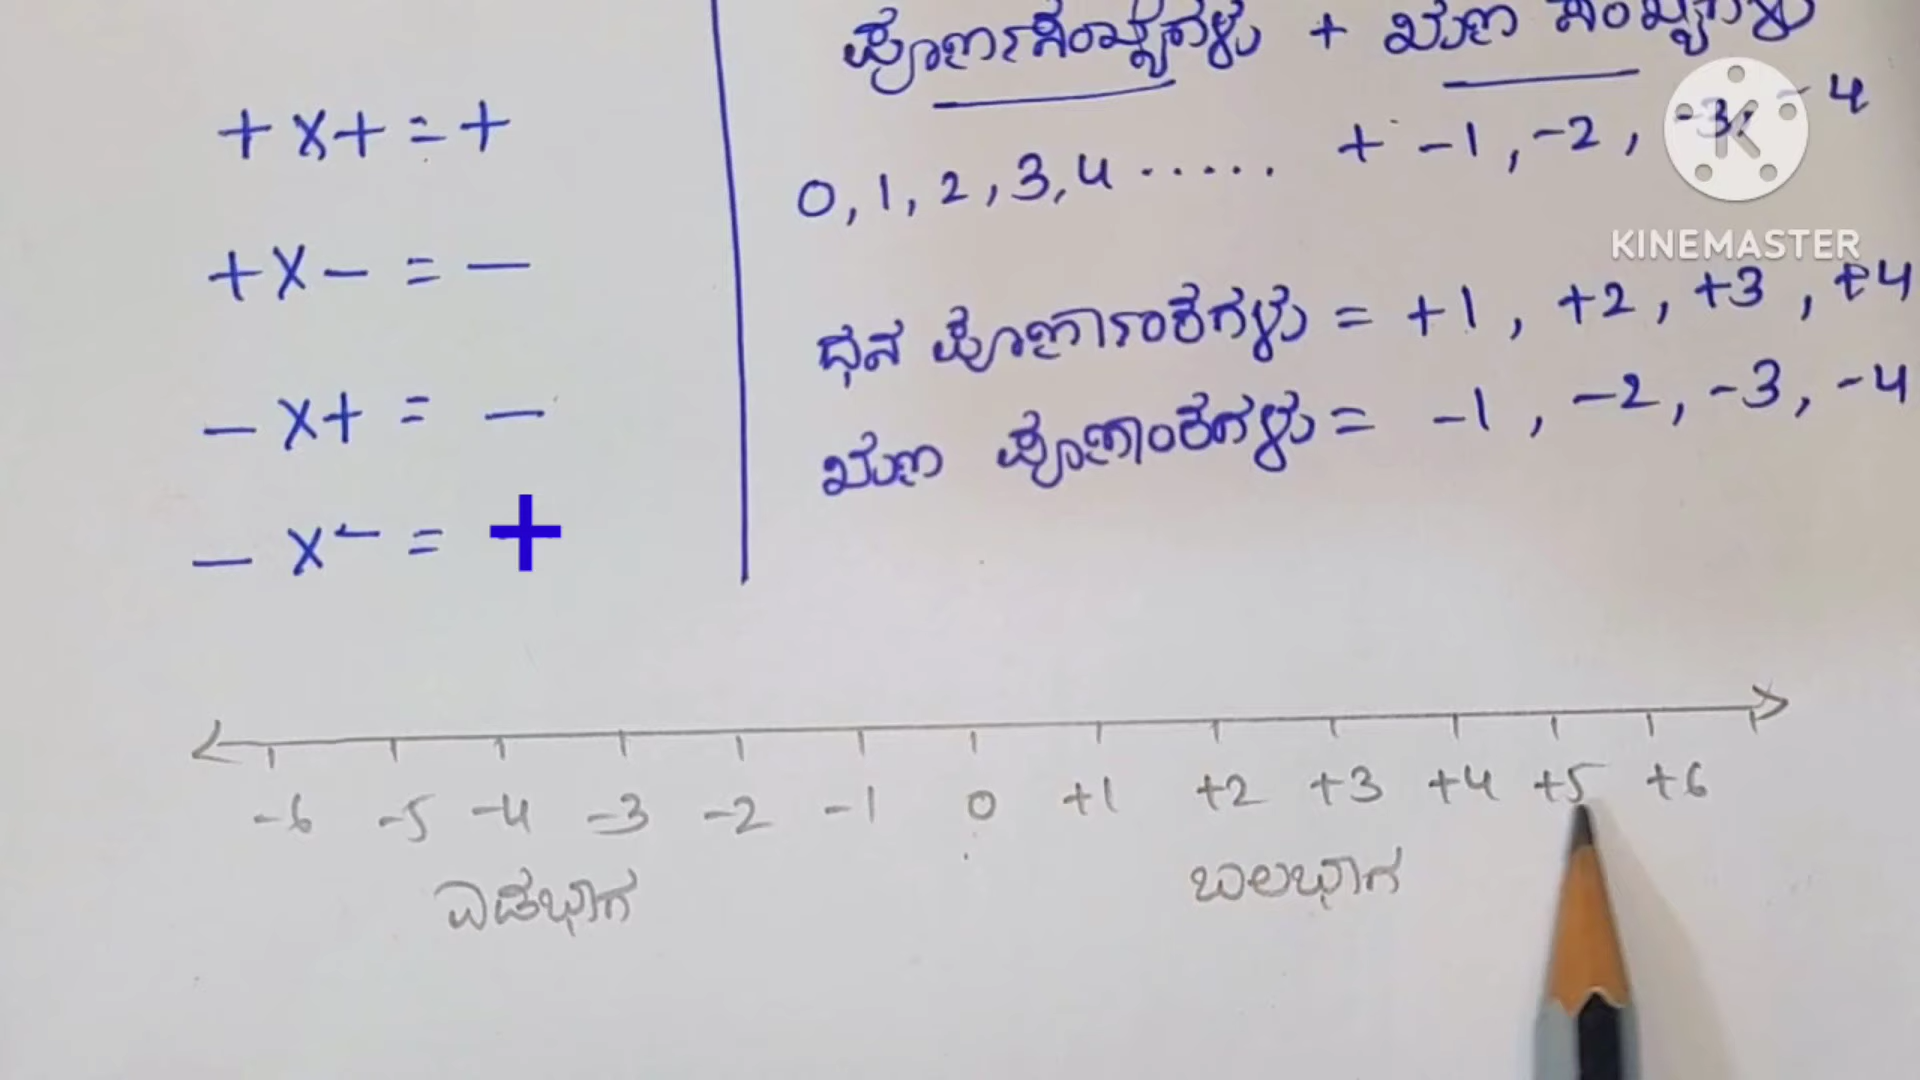 + x + = +
+ x - = -
- x + = -
- x - = +
ಪೂರ್ಣಸಂಖ್ಯೆಗಳು + ಋಣ ಸಂಖ್ಯೆಗಳು
0, 1, 2, 3, 4 ...... + -1, -2, -3, -4
KINEMASTER
ಧನ ಪೂರ್ಣಾಂಕಗಳು = +1, +2, +3, +4
ಋಣ ಪೂರ್ಣಾಂಕಗಳು = -1, -2, -3, -4
-6 -5 -4 -3 -2 -1 0 +1 +2 +3 +4 +5 +6
ಎಡಭಾಗ ಬಲಭಾಗ